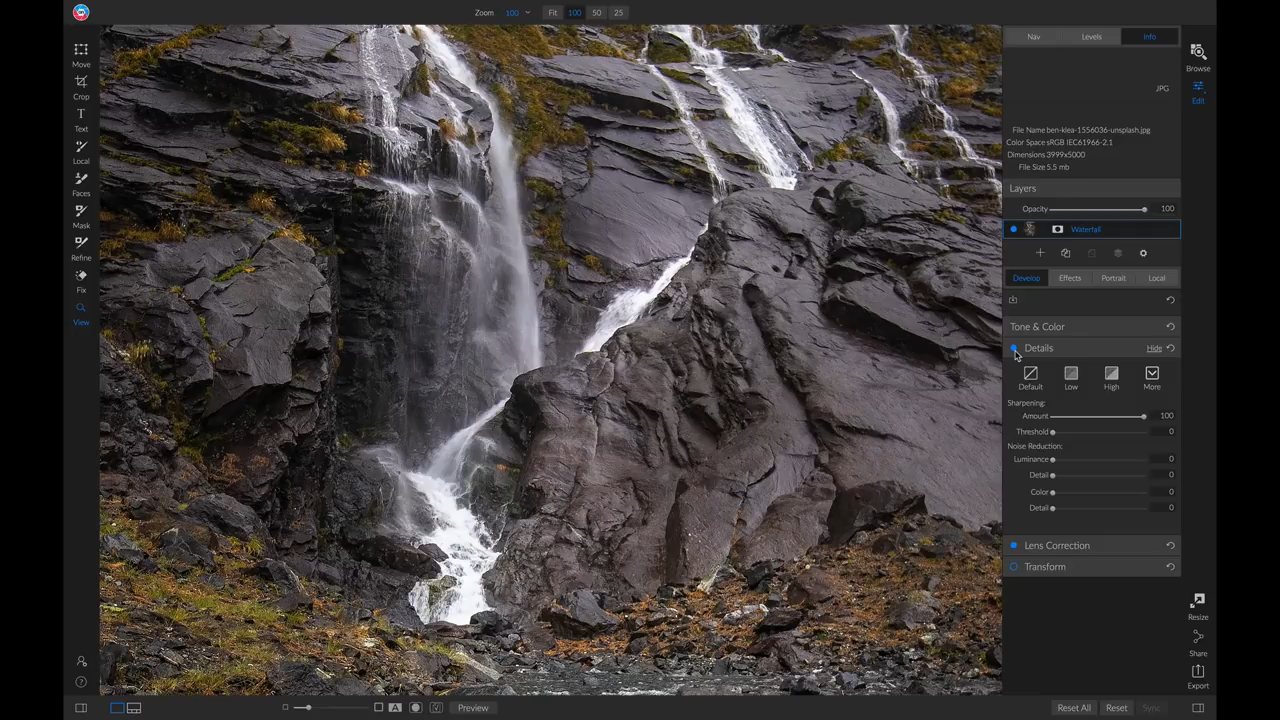 Zoom 100 Fit 100 50 25
Move
Crop
Text
Local
Faces
Mask
Refine
Fix
View
Nav Levels Info
JPG
File Name ben-klea-1556036-unsplash.jpg
Color Space sRGB IEC61966-2.1
Dimensions 3999x5000
File Size 5.5 mb
Layers
Opacity 100
Waterfall
Develop Effects Portrait Local
Tone & Color
Details Hide
Default Low High More
Sharpening:
Amount 100
Threshold 0
Noise Reduction:
Luminance 0
Detail 0
Color 0
Detail 0
Lens Correction
Transform
Browse
Edit
Resize
Share
Export
A Preview
Reset All Reset Sync